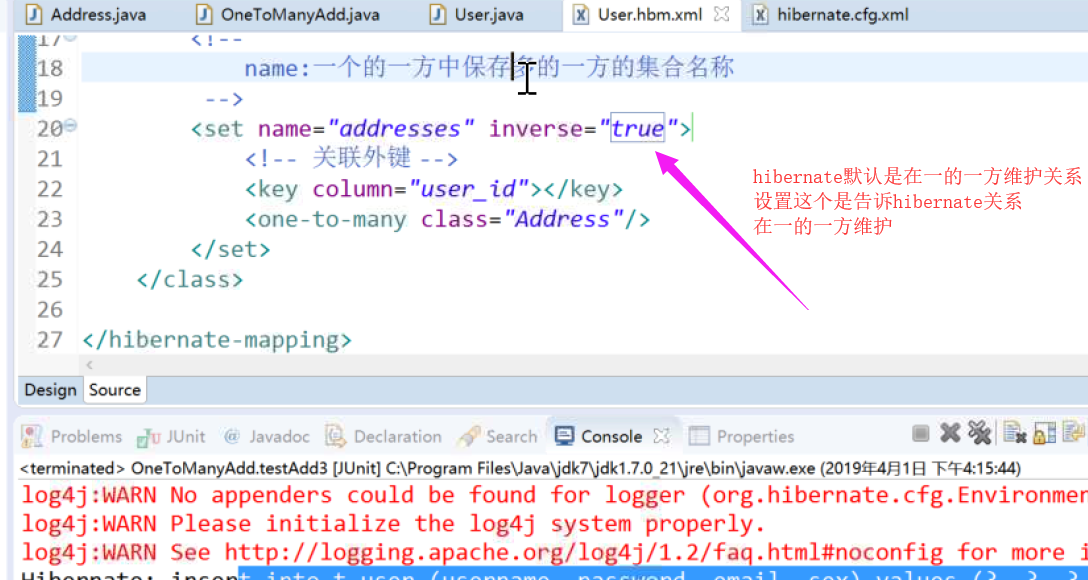 Address.java OneToManyAdd.java User.java User.hbm.xml hibernate.cfg.xml
17 <!--
18 name:一个的一方中保存多的一方的集合名称
19 -->
20 <set name="addresses" inverse="true">
21 <!-- 关联外键 -->
22 <key column="user_id"></key>
23 <one-to-many class="Address"/>
24 </set>
25 </class>
26
27 </hibernate-mapping>
hibernate默认是在一的一方维护关系
设置这个是告诉hibernate关系
在一的一方维护
Design Source
Problems JUnit @ Javadoc Declaration Search Console Properties
<terminated> OneToManyAdd.testAdd3 [JUnit] C:\Program Files\Java\jdk7\jdk1.7.0_21\jre\bin\javaw.exe (2019年4月1日 下午4:15:44)
log4j:WARN No appenders could be found for logger (org.hibernate.cfg.Environmen
log4j:WARN Please initialize the log4j system properly.
log4j:WARN See http://logging.apache.org/log4j/1.2/faq.html#noconfig for more i
Hibernate: insert into t_user (username, password, email, sex) values (?, ?, ?